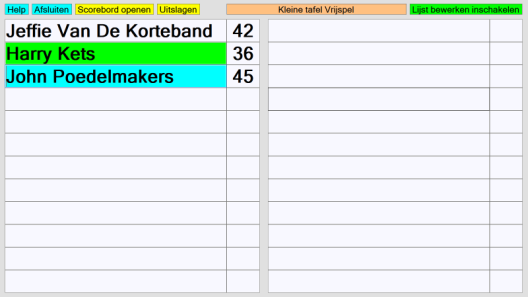 Help Afsluiten Scorebord openen Uitslagen Kleine tafel Vrijspel Lijst bewerken inschakelen
Jeffie Van De Korteband 42
Harry Kets 36
John Poedelmakers 45